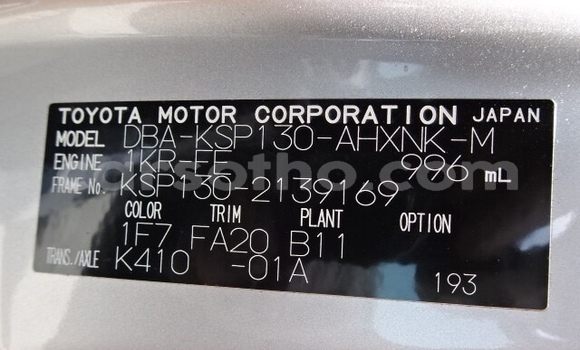 TOYOTA MOTOR CORPORATION JAPAN
MODEL DBA-KSP130-AHXNK-M
ENGINE 1KR-FE 996 mL
FRAME No. KSP130-2139169
COLOR TRIM PLANT OPTION
1F7 FA20 B11
TRANS./AXLE K410 -01A 193